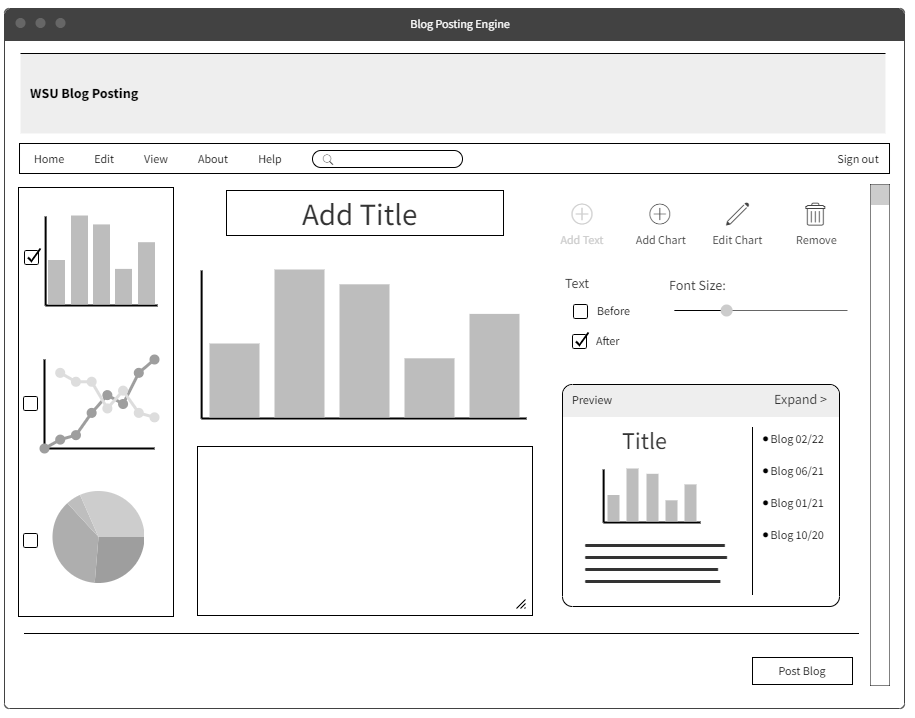 Blog Posting Engine
WSU Blog Posting
Home Edit View About Help Sign out
Add Title
Add Text Add Chart Edit Chart Remove
Text Font Size:
Before
After
Preview Expand >
Title
Blog 02/22
Blog 06/21
Blog 01/21
Blog 10/20
Post Blog